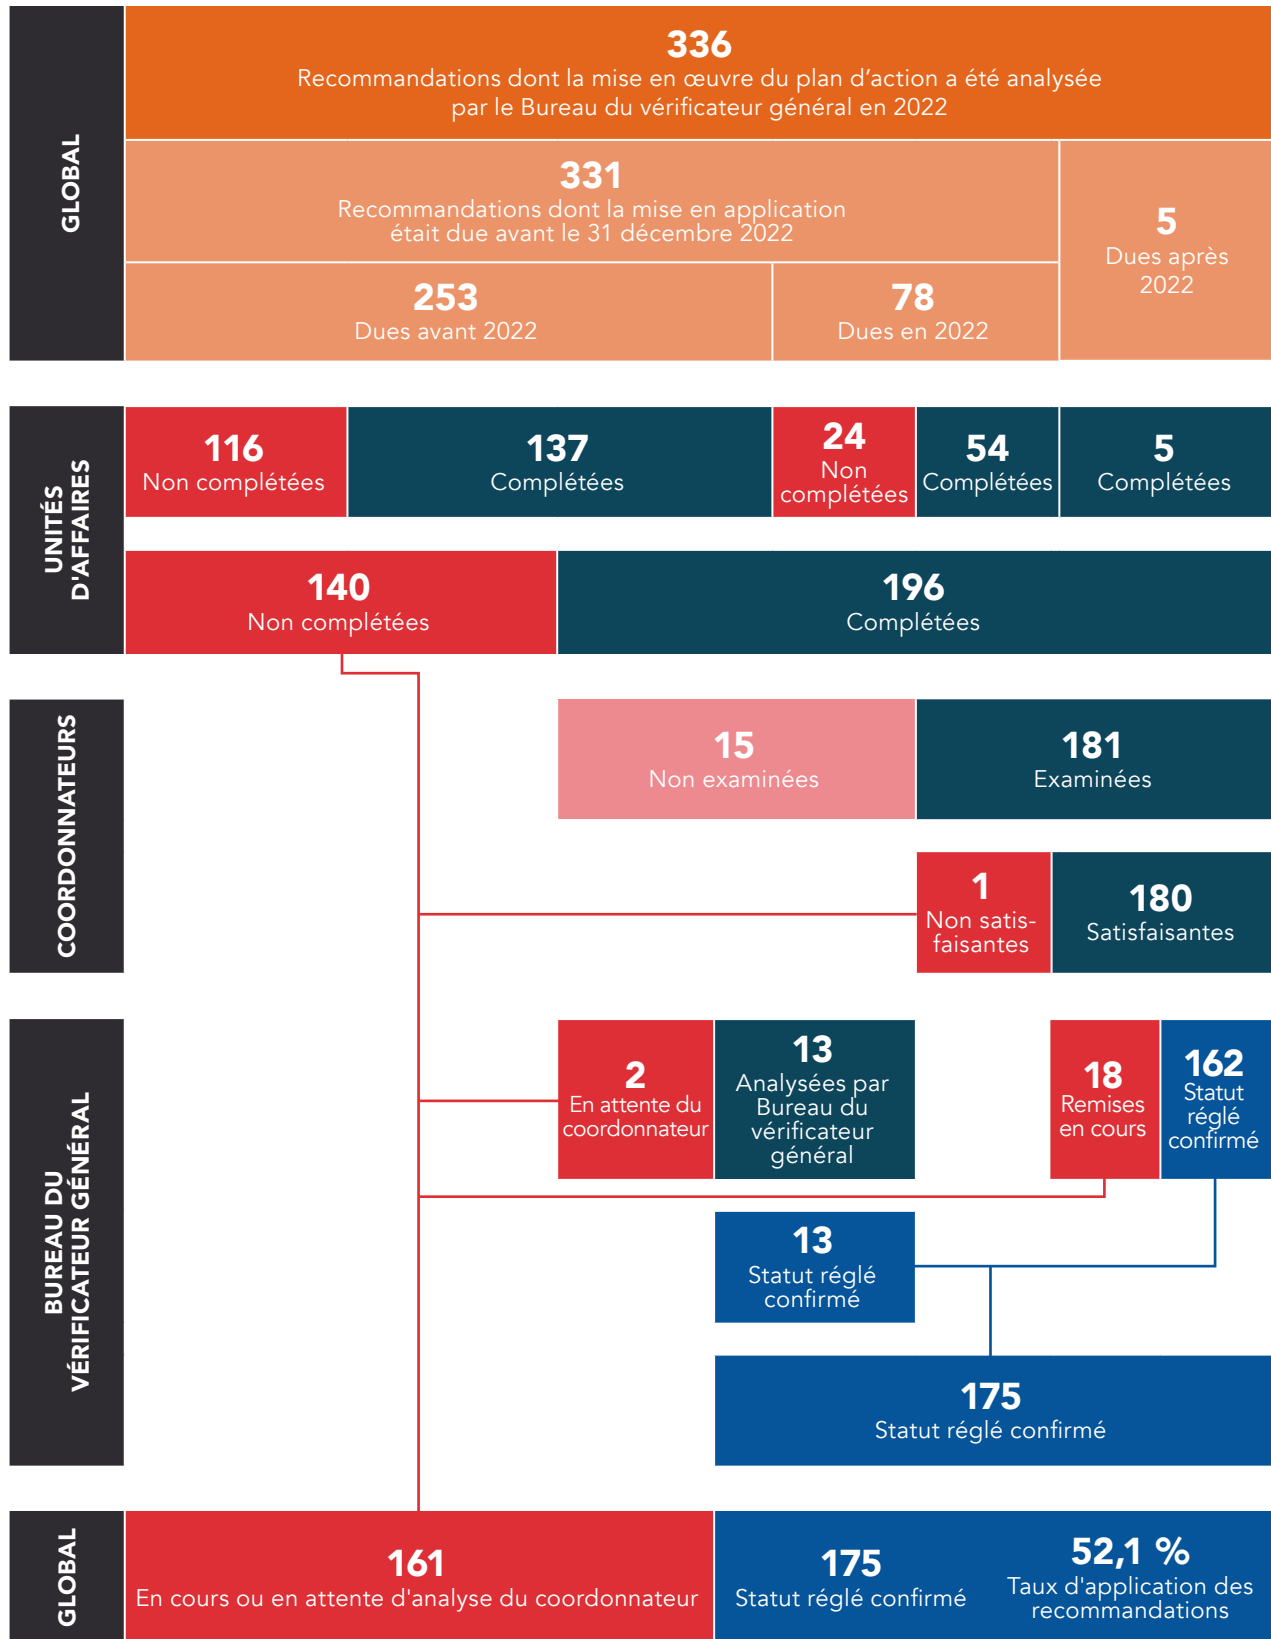 GLOBAL
336
Recommandations dont la mise en œuvre du plan d’action a été analysée
par le Bureau du vérificateur général en 2022
331
Recommandations dont la mise en application
était due avant le 31 décembre 2022
5
Dues après
2022
253
Dues avant 2022
78
Dues en 2022
UNITÉS
D'AFFAIRES
116
Non complétées
137
Complétées
24
Non
complétées
54
Complétées
5
Complétées
140
Non complétées
196
Complétées
COORDONNATEURS
15
Non examinées
181
Examinées
1
Non satis-
faisantes
180
Satisfaisantes
BUREAU DU
VÉRIFICATEUR GÉNÉRAL
2
En attente du
coordonnateur
13
Analysées par
Bureau du
vérificateur
général
18
Remises
en cours
162
Statut
réglé
confirmé
13
Statut réglé
confirmé
175
Statut réglé confirmé
GLOBAL
161
En cours ou en attente d'analyse du coordonnateur
175
Statut réglé confirmé
52,1 %
Taux d'application des
recommandations